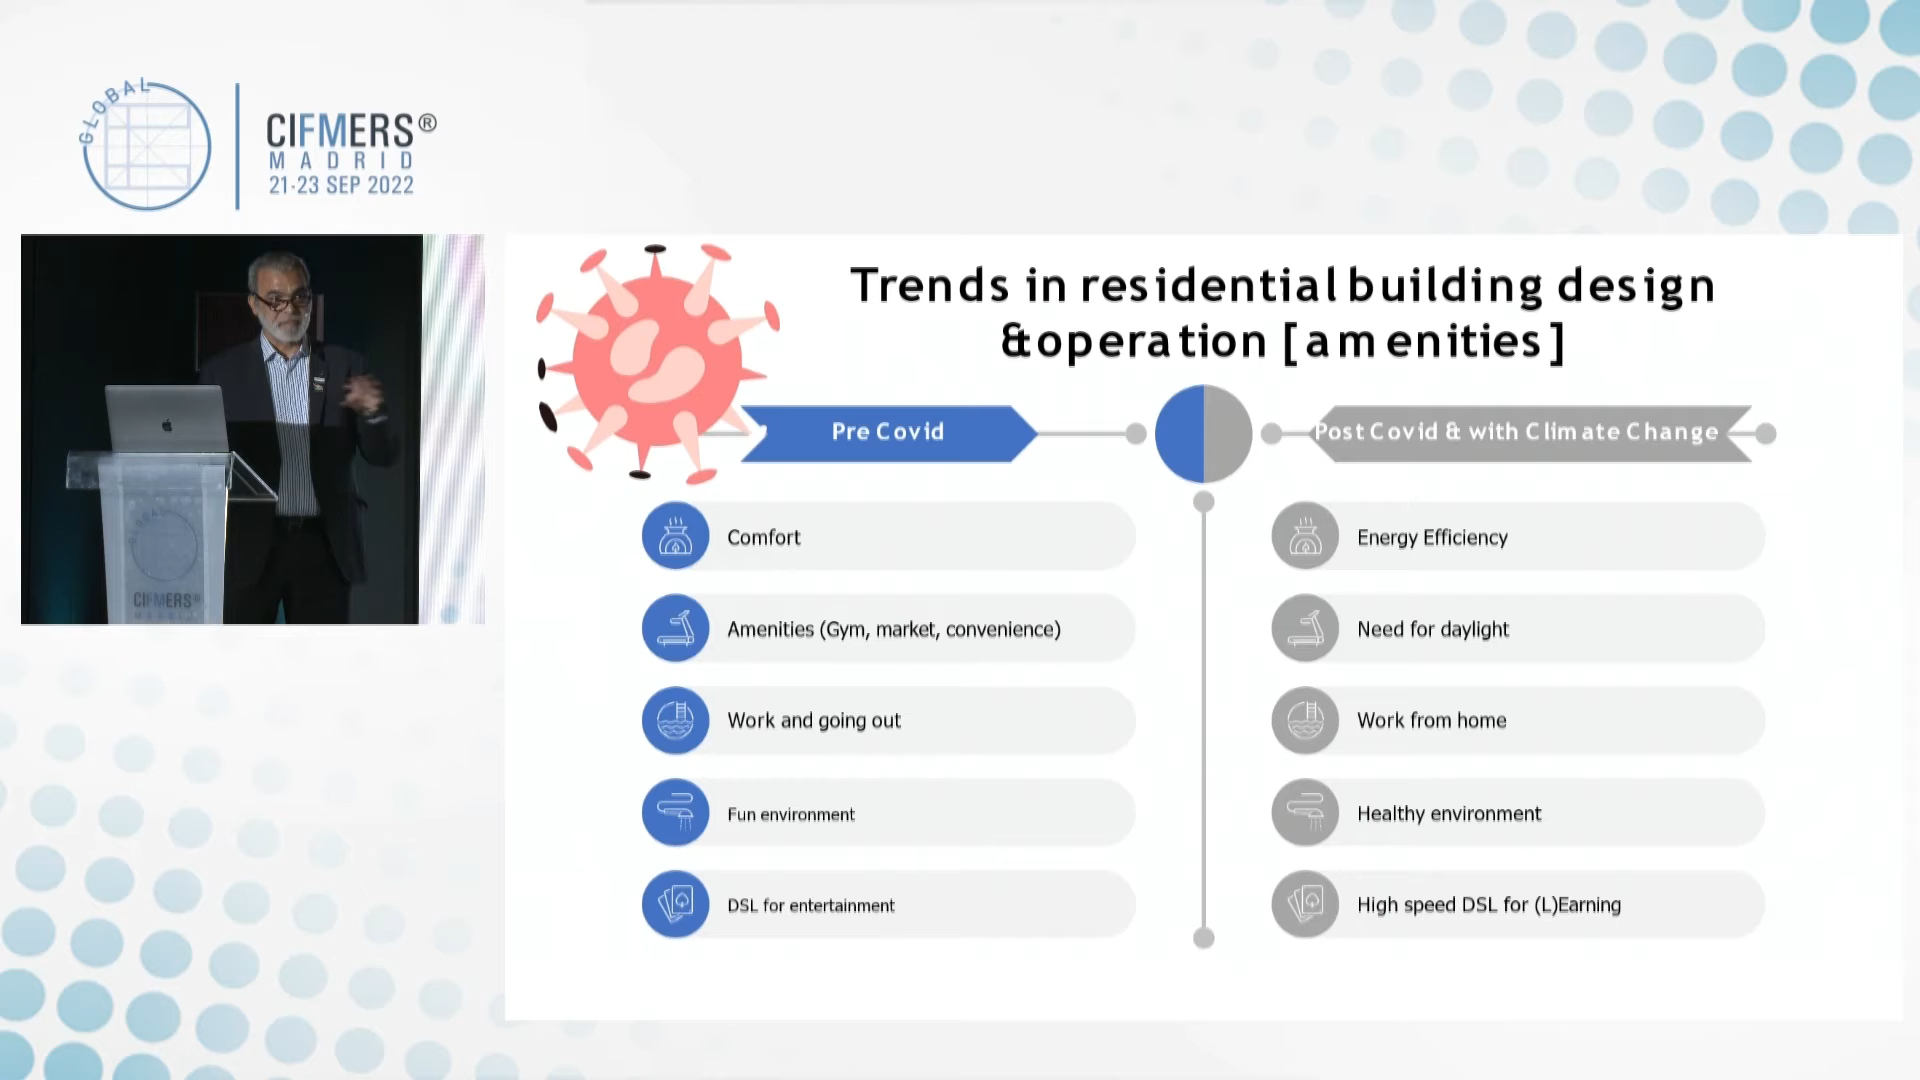 GLOBAL
CIFMERS®
MADRID
21-23 SEP 2022
CIFMERS®
Trends in residential building design
&operation [amenities]
Pre Covid
Post Covid & with Climate Change
Comfort
Energy Efficiency
Amenities (Gym, market, convenience)
Need for daylight
Work and going out
Work from home
Fun environment
Healthy environment
DSL for entertainment
High speed DSL for (L)Earning